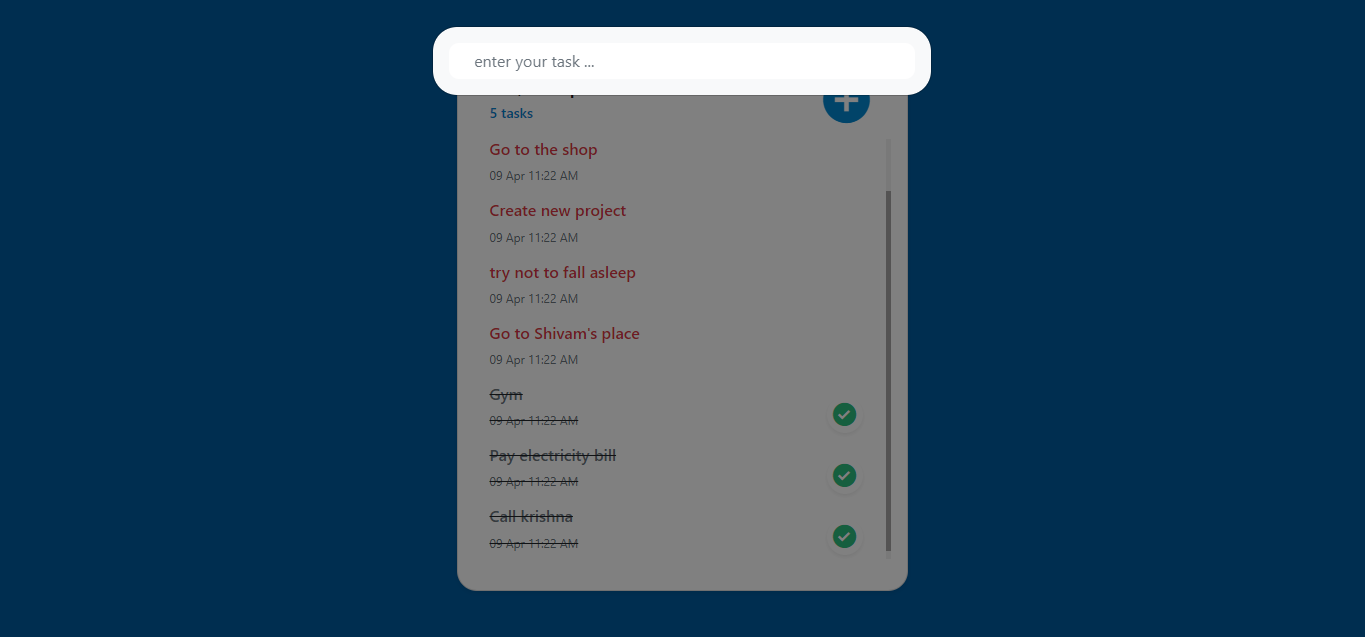 enter your task ...
5 tasks
Go to the shop
09 Apr 11:22 AM
Create new project
09 Apr 11:22 AM
try not to fall asleep
09 Apr 11:22 AM
Go to Shivam's place
09 Apr 11:22 AM
Gym
09 Apr 11:22 AM
Pay electricity bill
09 Apr 11:22 AM
Call krishna
09 Apr 11:22 AM